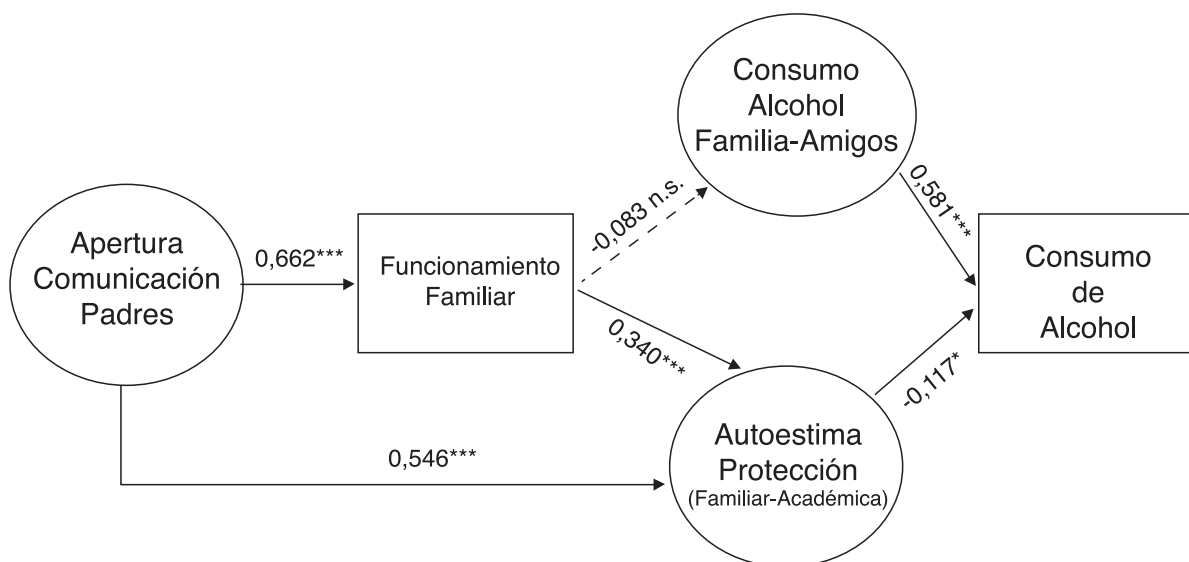 Consumo
Alcohol
Familia-Amigos
-0,083 n.s.
0,581***
Apertura
Comunicación
Padres
0,662***
Funcionamiento
Familiar
Consumo
de
Alcohol
0,340***
-0,117*
0,546***
Autoestima
Protección
(Familiar-Académica)